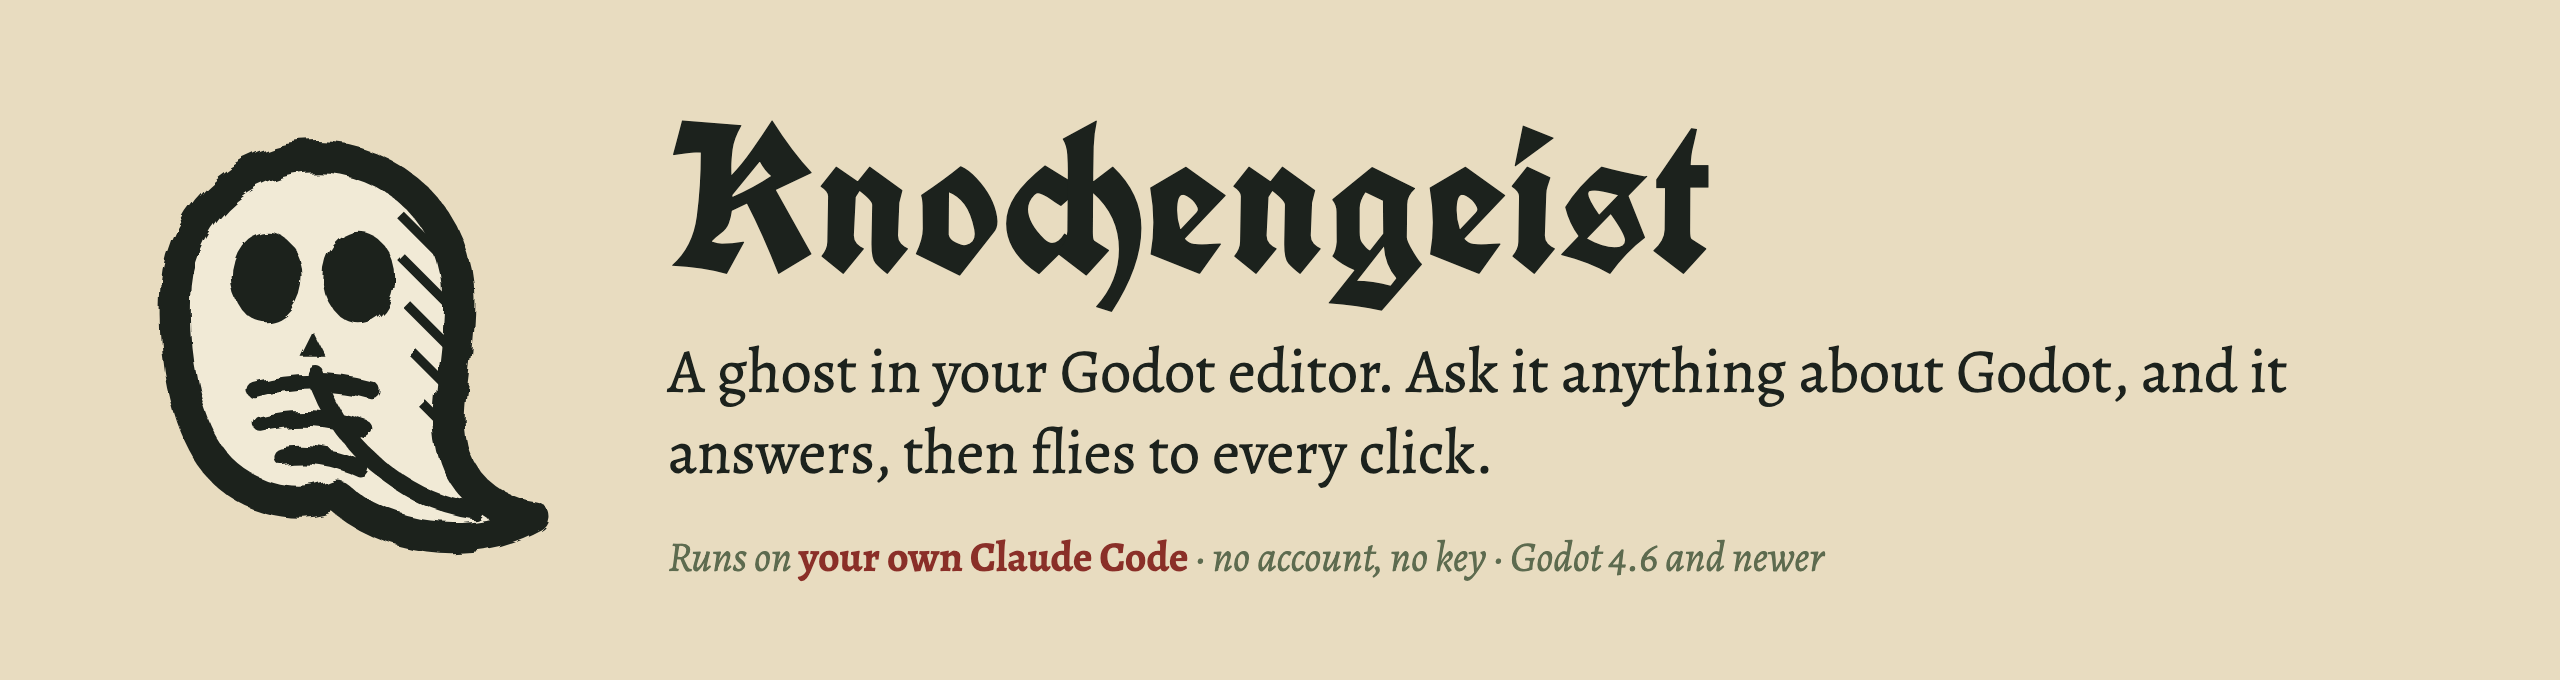 Knochengeist
A ghost in your Godot editor. Ask it anything about Godot, and it
answers, then flies to every click.
Runs on your own Claude Code · no account, no key · Godot 4.6 and newer